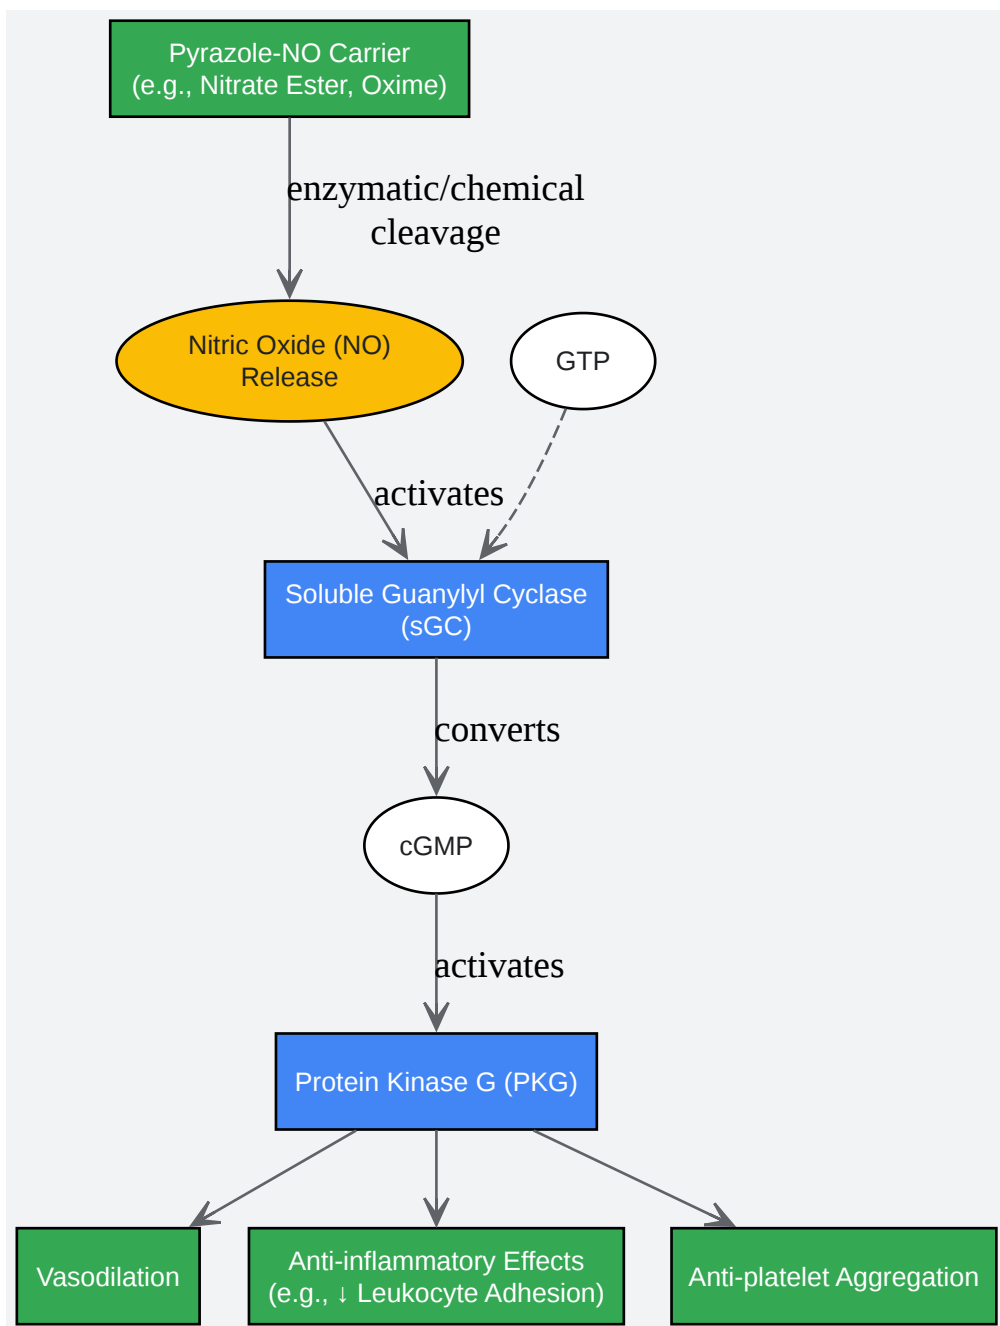 Pyrazole-NO Carrier
(e.g., Nitrate Ester, Oxime)
enzymatic/chemical
cleavage
Nitric Oxide (NO)
Release
GTP
activates
Soluble Guanylyl Cyclase
(sGC)
converts
cGMP
activates
Protein Kinase G (PKG)
Vasodilation
Anti-inflammatory Effects
(e.g., ↓ Leukocyte Adhesion)
Anti-platelet Aggregation